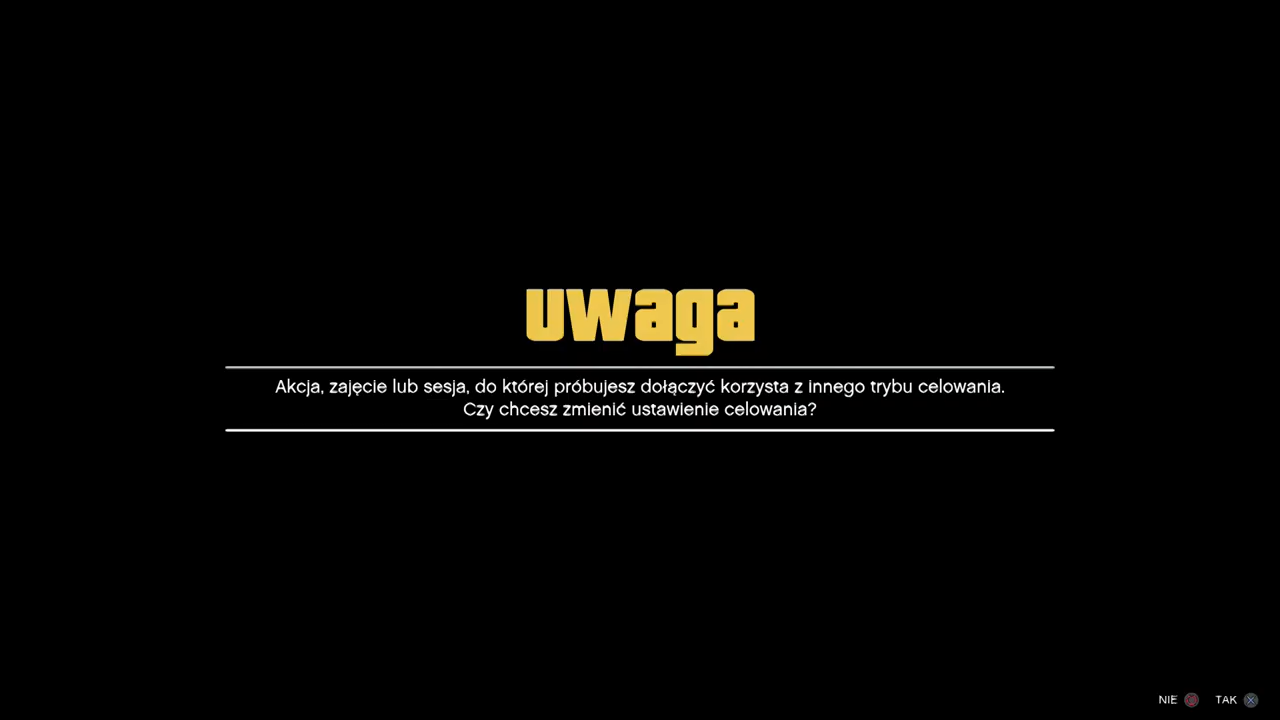 uwaga
Akcja, zajęcie lub sesja, do której próbujesz dołączyć korzysta z innego trybu celowania.
Czy chcesz zmienić ustawienie celowania?
NIE TAK